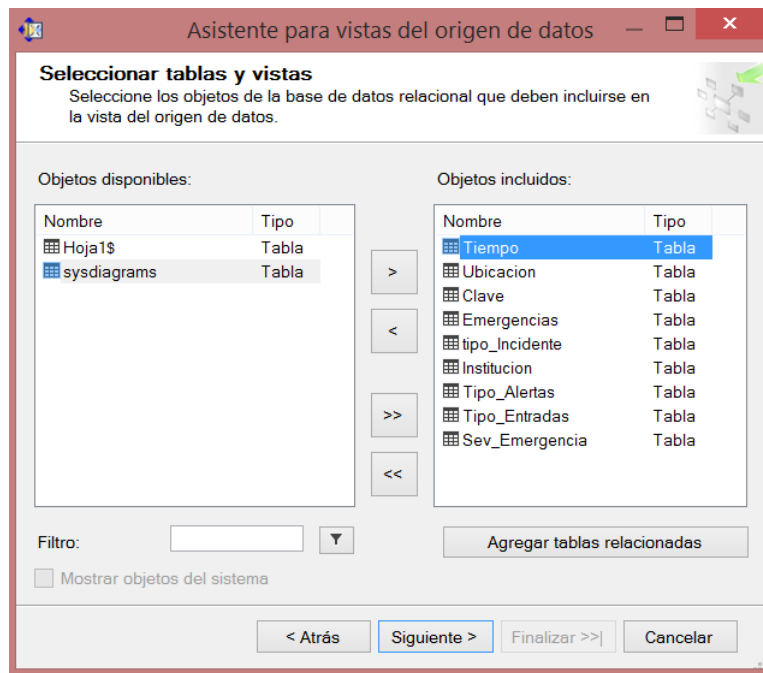 Asistente para vistas del origen de datos
Seleccionar tablas y vistas
Seleccione los objetos de la base de datos relacional que deben incluirse en
la vista del origen de datos.
Objetos disponibles:
Nombre Tipo
Hoja1$ Tabla
sysdiagrams Tabla
>
<
>>
<<
Objetos incluidos:
Nombre Tipo
Tiempo Tabla
Ubicacion Tabla
Clave Tabla
Emergencias Tabla
tipo_Incidente Tabla
Institucion Tabla
Tipo_Alertas Tabla
Tipo_Entradas Tabla
Sev_Emergencia Tabla
Filtro:
Agregar tablas relacionadas
Mostrar objetos del sistema
< Atrás Siguiente > Finalizar >>| Cancelar